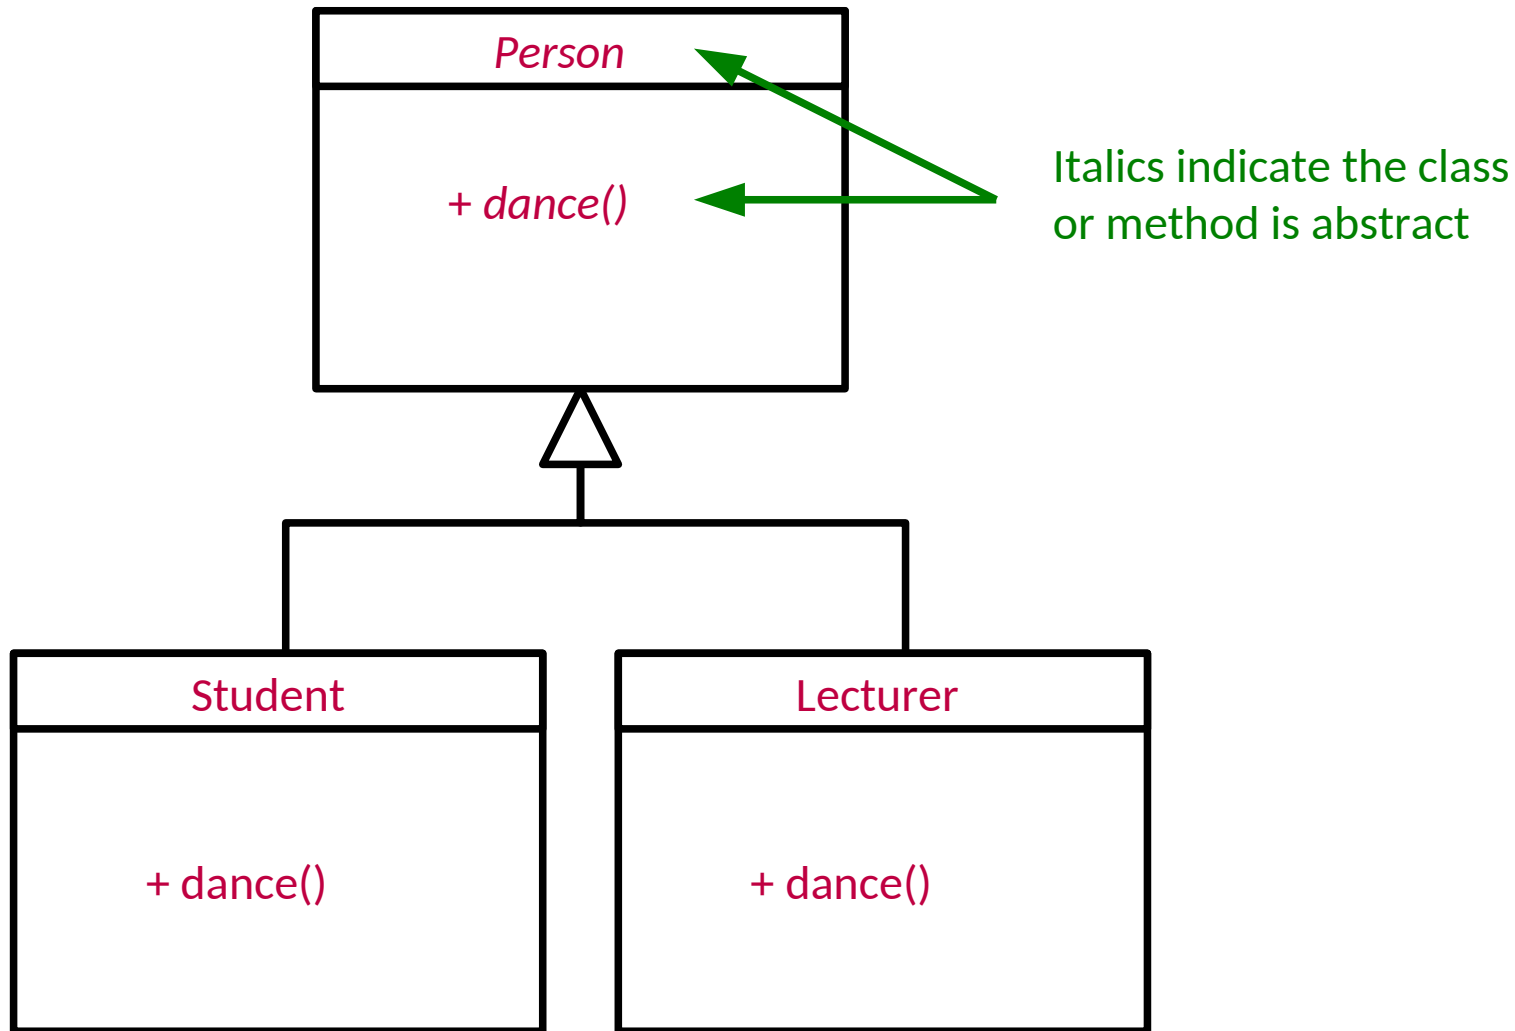 Person
+ dance()
Italics indicate the class
or method is abstract
Student
Lecturer
+ dance()
+ dance()